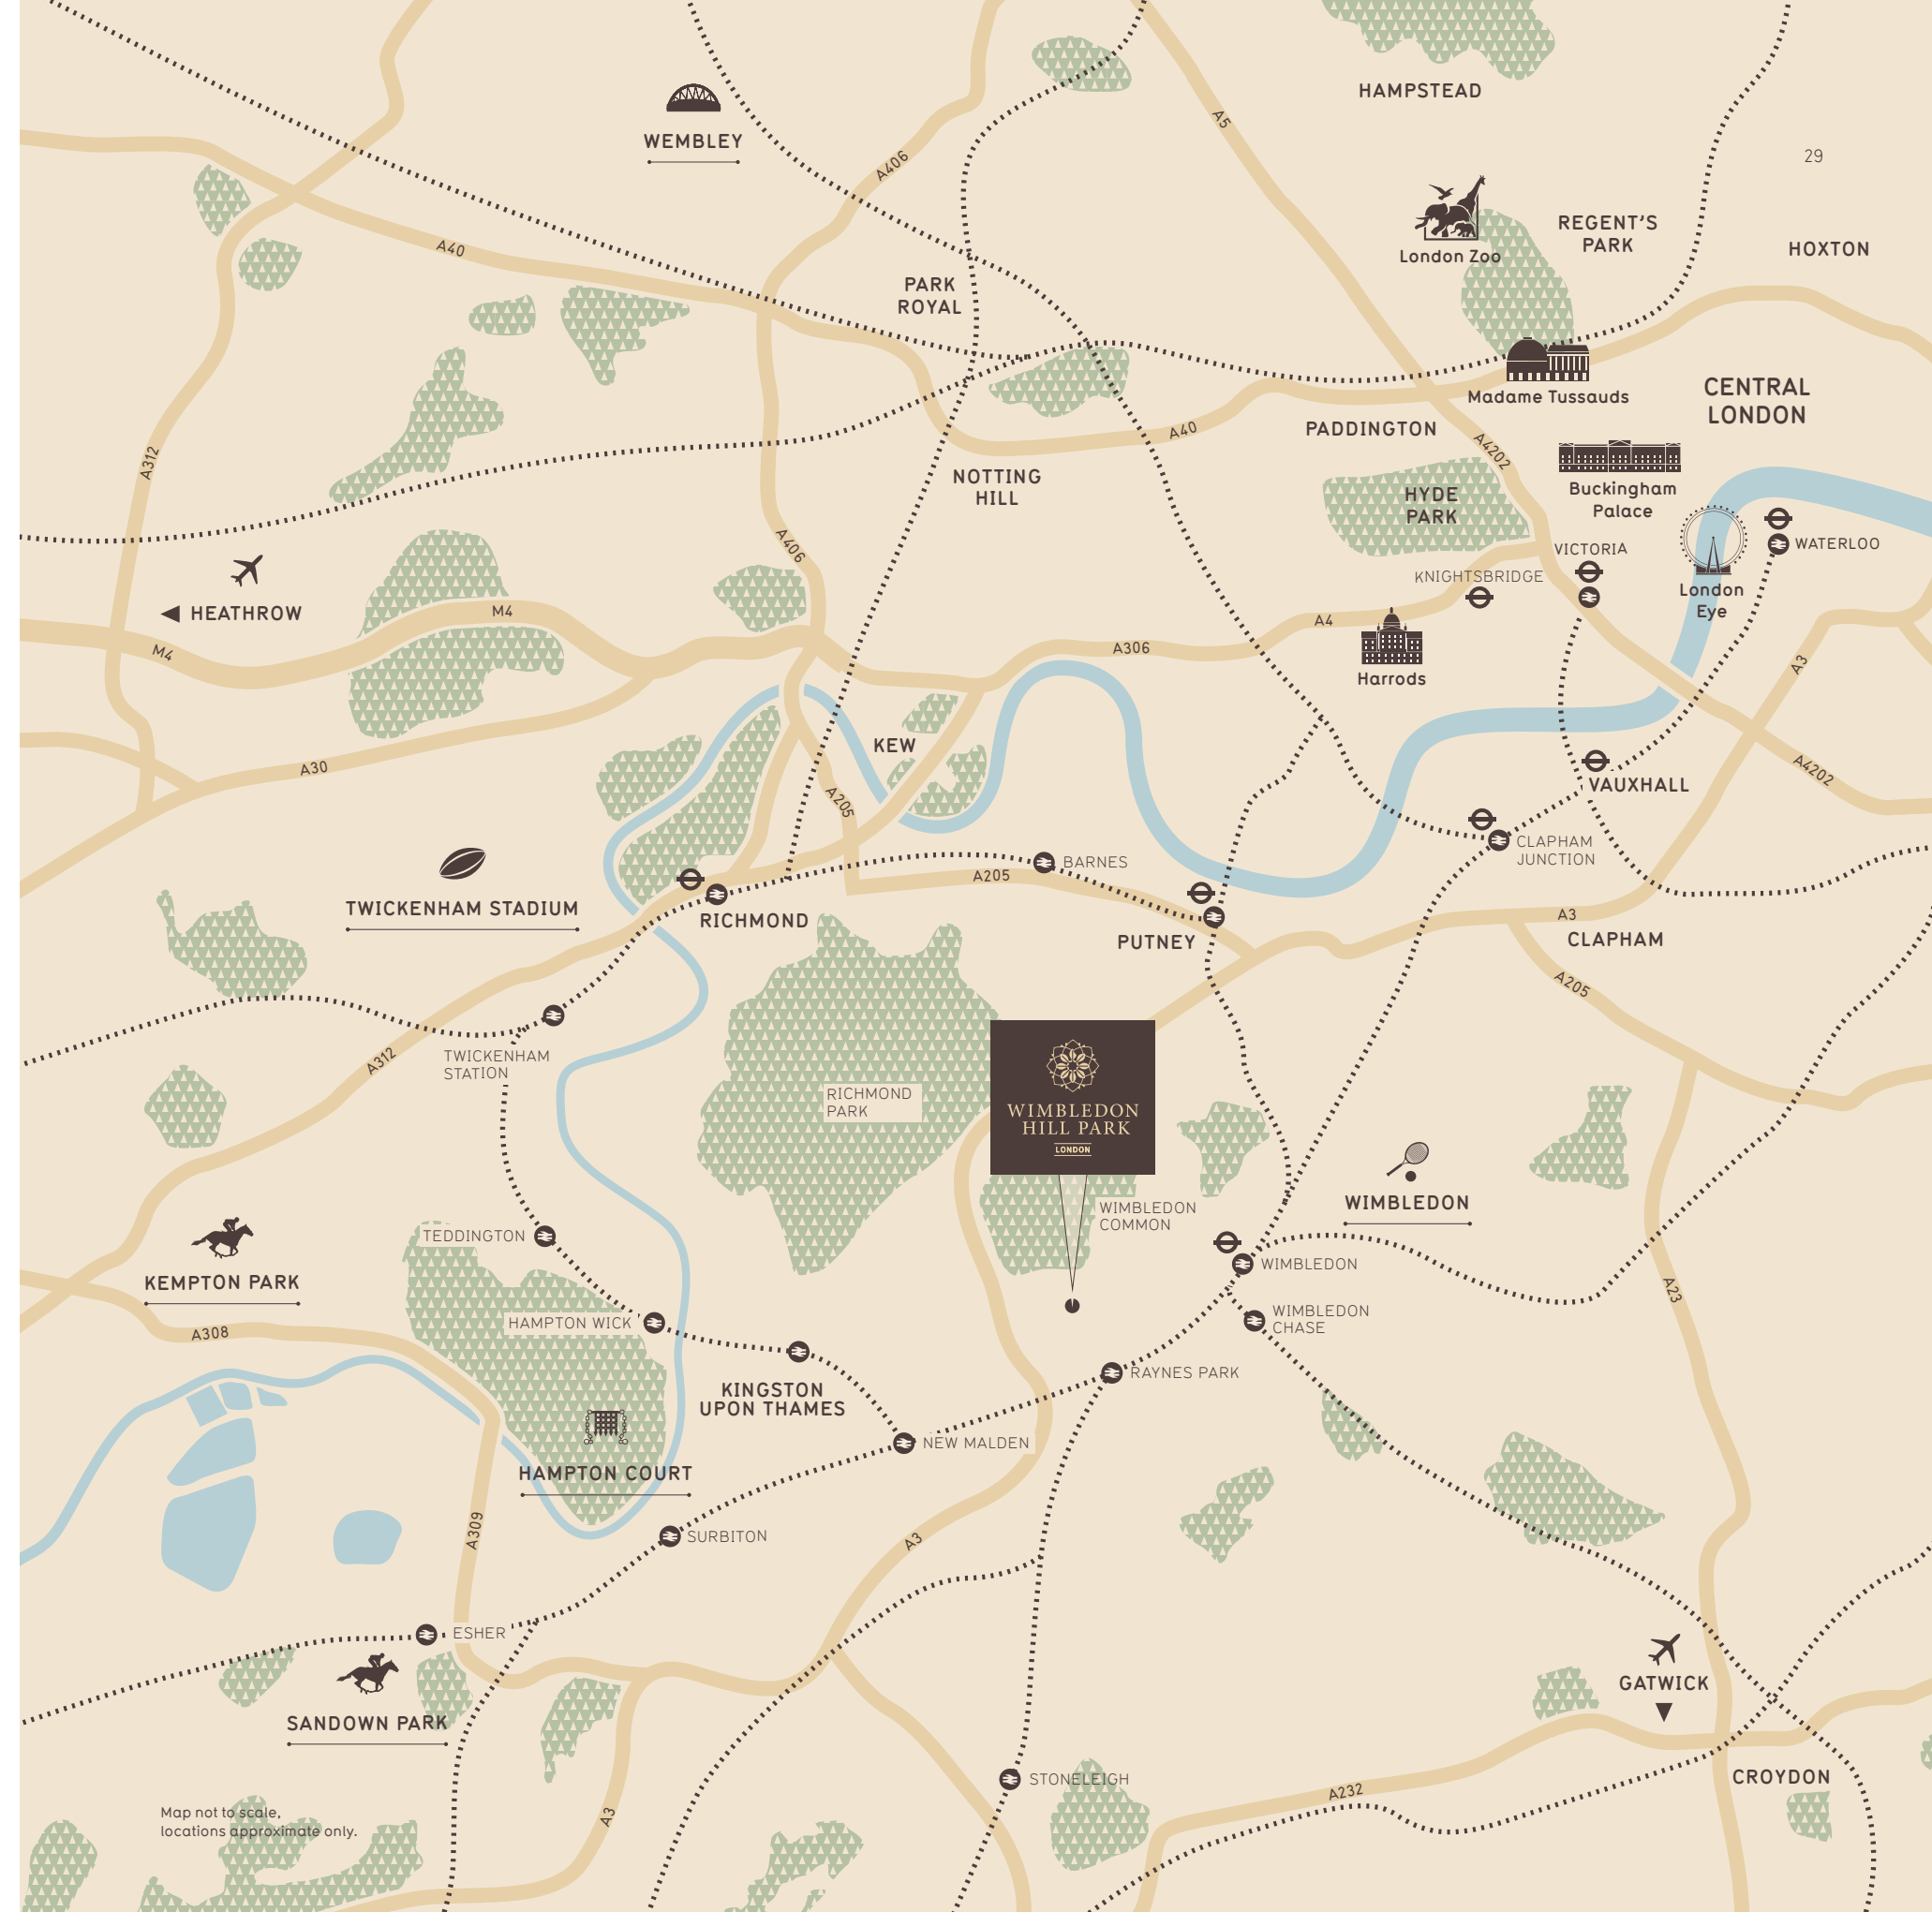 HAMPSTEAD
A5
WEMBLEY
A406
29
REGENT'S
PARK
HOXTON
London Zoo
A40
PARK
ROYAL
CENTRAL
LONDON
Madame Tussauds
PADDINGTON
A40
A4202
A312
NOTTING
HILL
HYDE
PARK
Buckingham
Palace
A406
VICTORIA
WATERLOO
KNIGHTSBRIDGE
London
Eye
HEATHROW
M4
A4
M4
A306
A3
Harrods
KEW
A30
A4202
VAUXHALL
A205
CLAPHAM
JUNCTION
BARNES
A205
TWICKENHAM STADIUM
RICHMOND
A3
PUTNEY
CLAPHAM
A205
TWICKENHAM
STATION
A312
RICHMOND
PARK
WIMBLEDON
HILL PARK
LONDON
WIMBLEDON
WIMBLEDON
COMMON
TEDDINGTON
WIMBLEDON
KEMPTON PARK
A23
HAMPTON WICK
WIMBLEDON
CHASE
A308
RAYNES PARK
KINGSTON
UPON THAMES
NEW MALDEN
HAMPTON COURT
A309
SURBITON
A3
ESHER
GATWICK
SANDOWN PARK
STONELEIGH
CROYDON
A232
A3
Map not to scale,
locations approximate only.